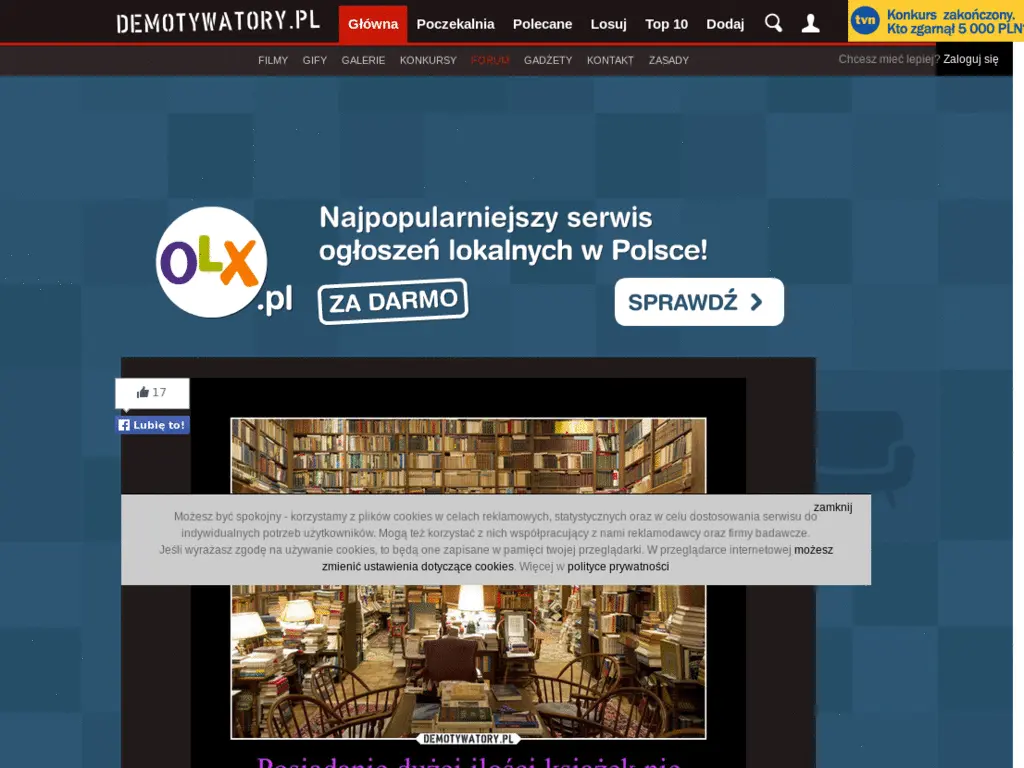 DEMOTYWATORY.PL
Główna Poczekalnia Polecane Losuj Top 10 Dodaj
Konkurs zakończony.
tvn
Kto zgarnął 5 000 PLN?
FILMY GIFY GALERIE KONKURSY FORUM GADŻETY KONTAKT ZASADY
Chcesz mieć lepiej? Zaloguj się
Najpopularniejszy serwis
ogłoszeń lokalnych w Polsce!
OLX.pl
ZA DARMO
SPRAWDŹ
17
Lubię to!
zamknij
Możesz być spokojny - korzystamy z plików cookies w celach reklamowych, statystycznych oraz w celu dostosowania serwisu do
indywidualnych potrzeb użytkowników. Mogą też korzystać z nich współpracujący z nami reklamodawcy oraz firmy badawcze.
Jeśli wyrażasz zgodę na używanie cookies, to będą one zapisane w pamięci twojej przeglądarki. W przeglądarce internetowej możesz
zmienić ustawienia dotyczące cookies. Więcej w polityce prywatności
DEMOTYWATORY.PL
Posiadanie dużej ilości książek nie